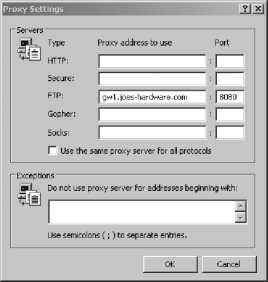 Proxy Settings
Servers
Type Proxy address to use Port
HTTP: :
Secure: :
FTP: gw1.joes-hardware.com : 8080
Gopher: :
Socks: :
Use the same proxy server for all protocols
Exceptions
Do not use proxy server for addresses beginning with:
Use semicolons ( ; ) to separate entries.
OK Cancel